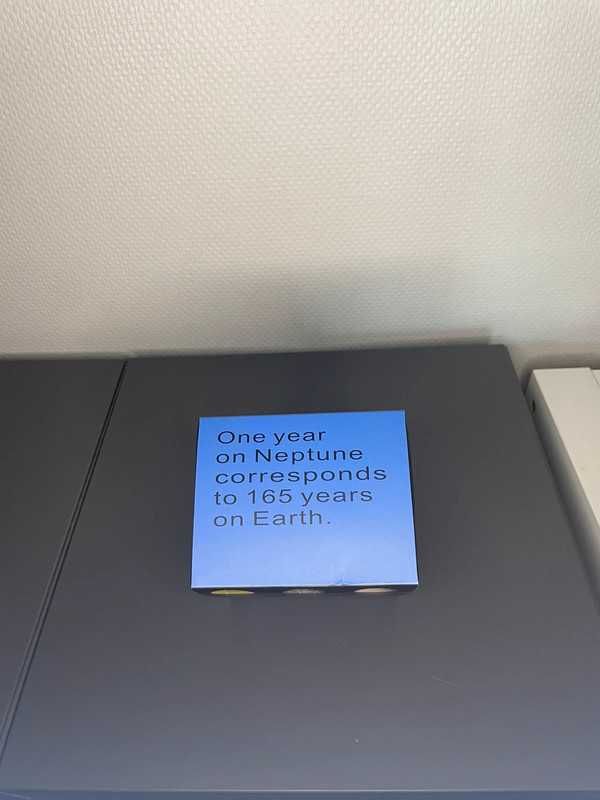 One year
on Neptune
corresponds
to 165 years
on Earth.